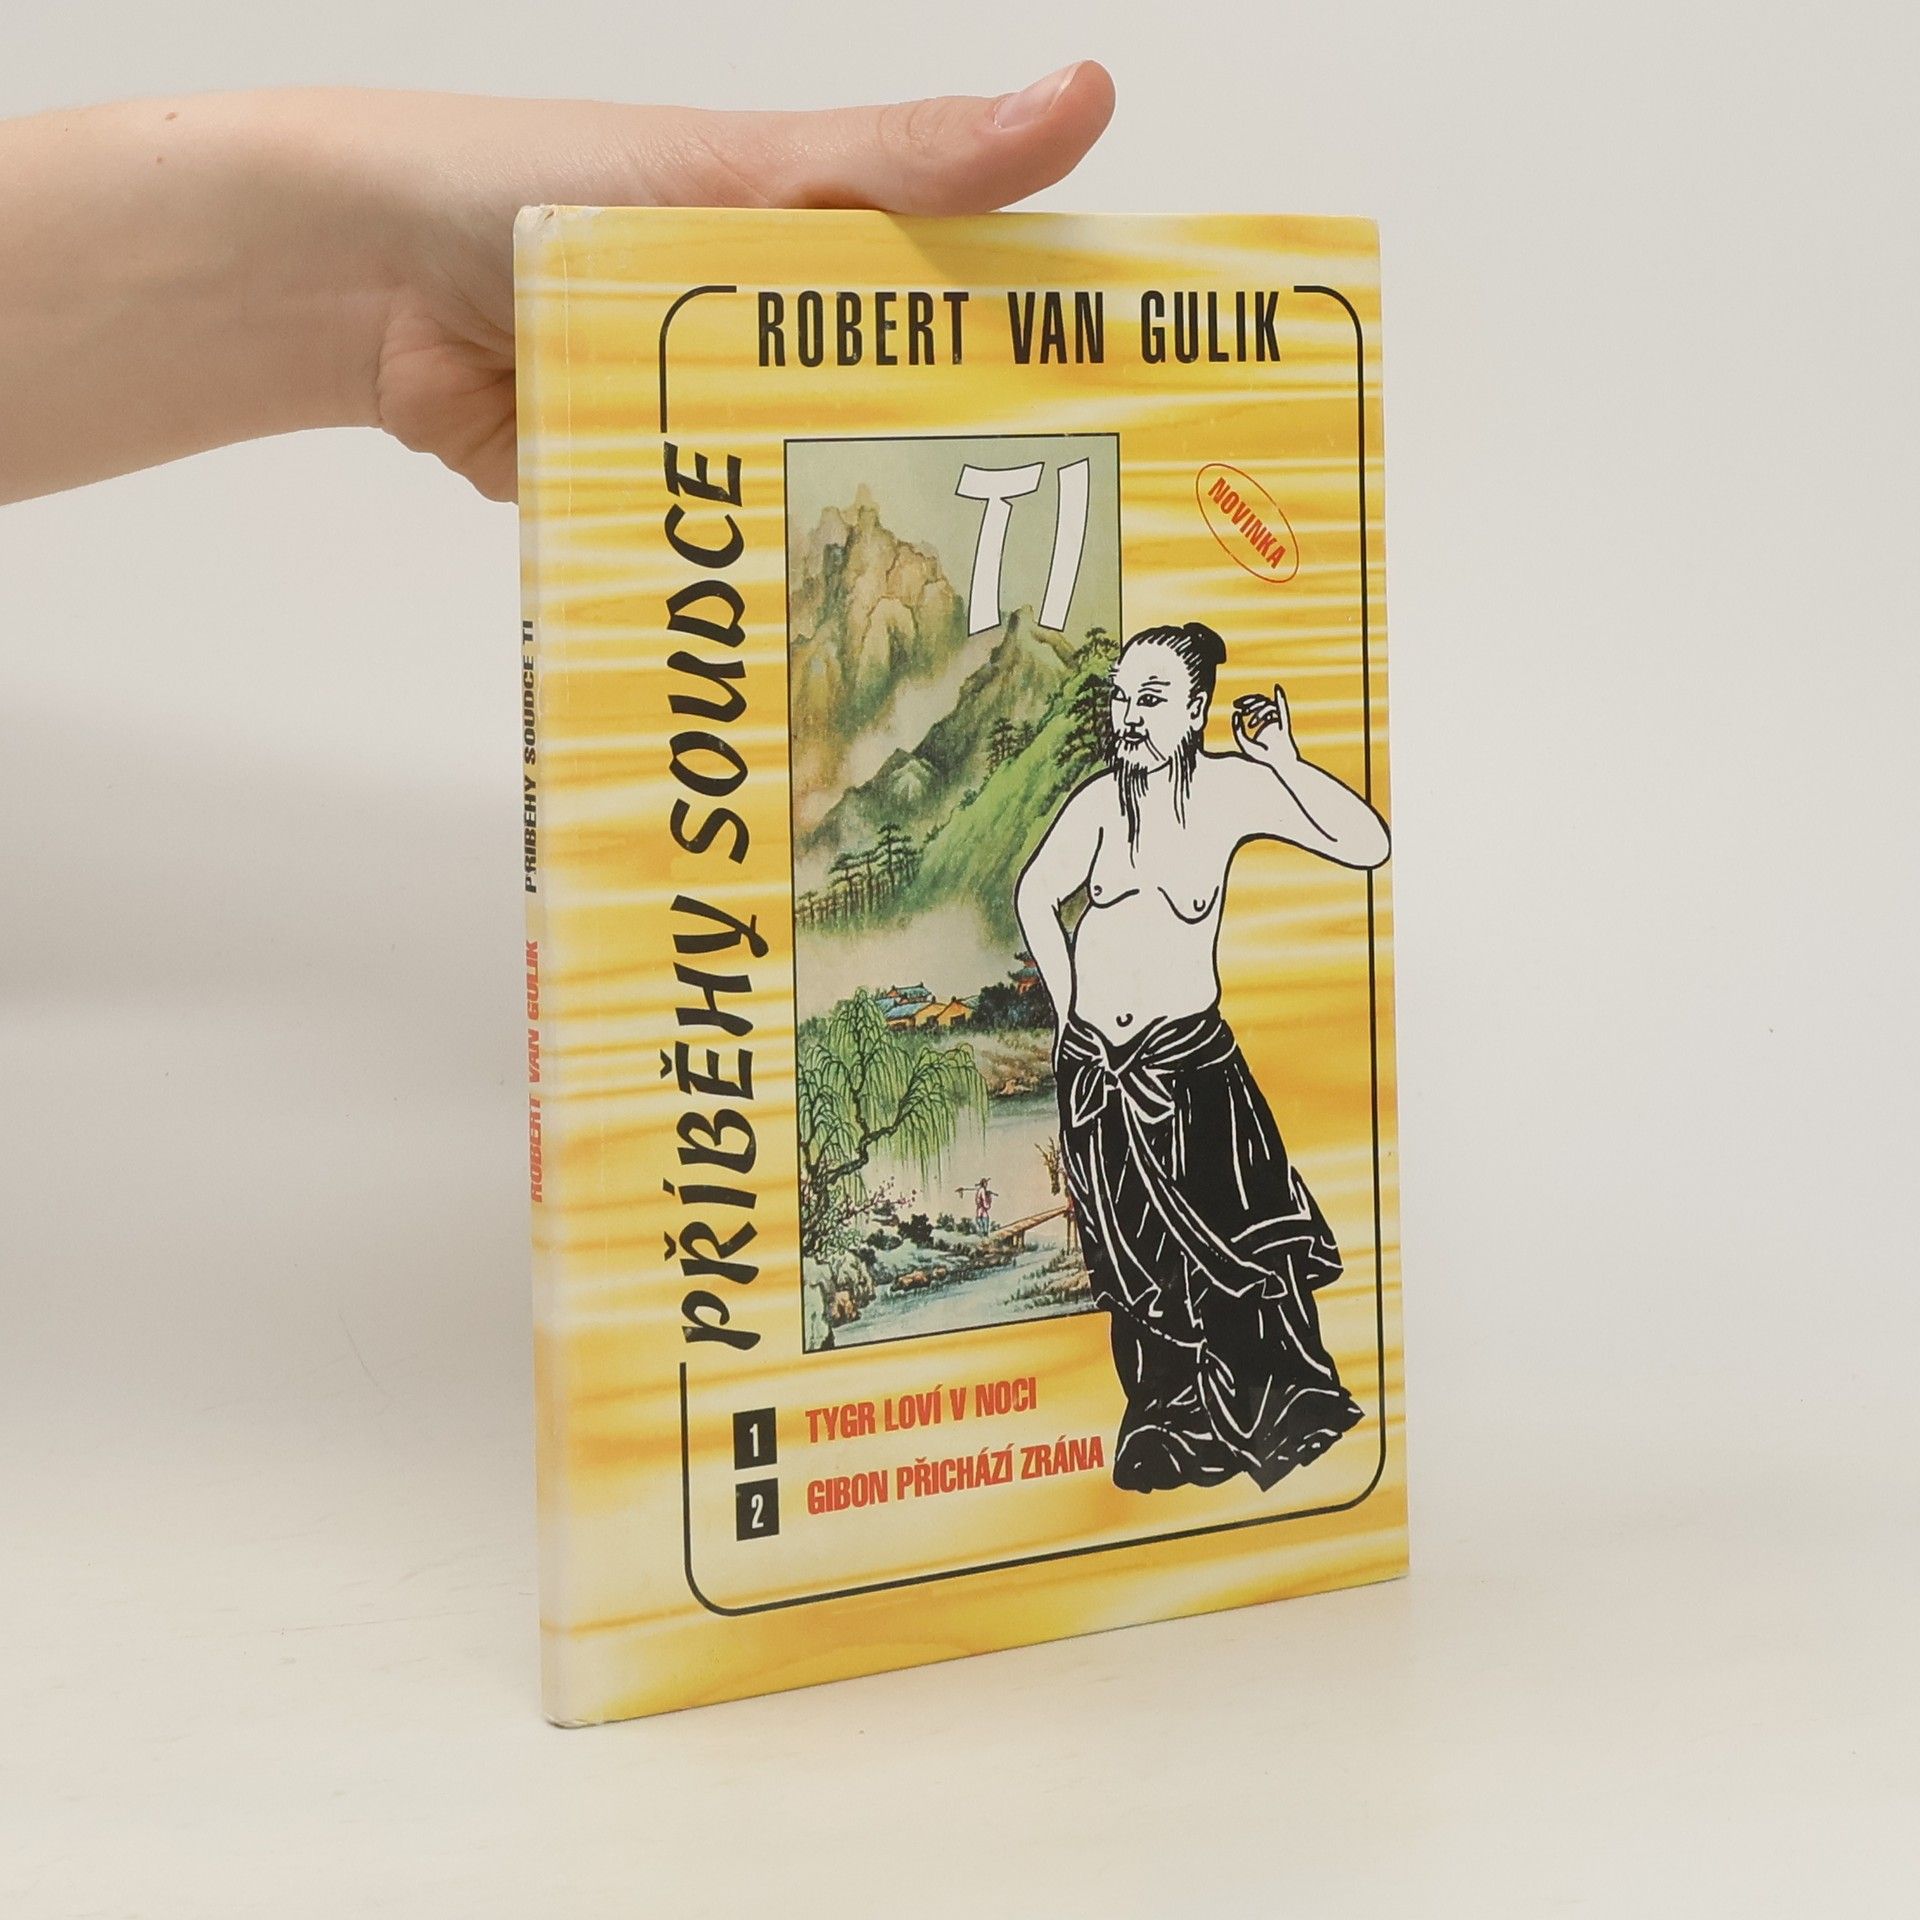 ROBERT VAN GULIK
PŘÍBĚHY SOUDCE
TI
NOVINKA
1 TYGR LOVÍ V NOCI
2 GIBON PŘICHÁZÍ ZRÁNA
ROBERT VAN GULIK PŘÍBĚHY SOUDCE TI